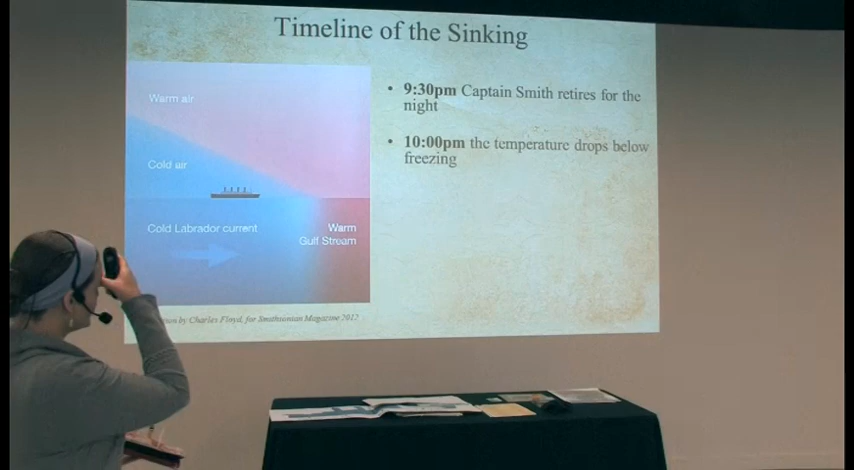 Timeline of the Sinking
Warm air
Cold air
Cold Labrador current
Warm
Gulf Stream
by Charles Floyd, for Smithsonian Magazine 2012
• 9:30pm Captain Smith retires for the
night
• 10:00pm the temperature drops below
freezing